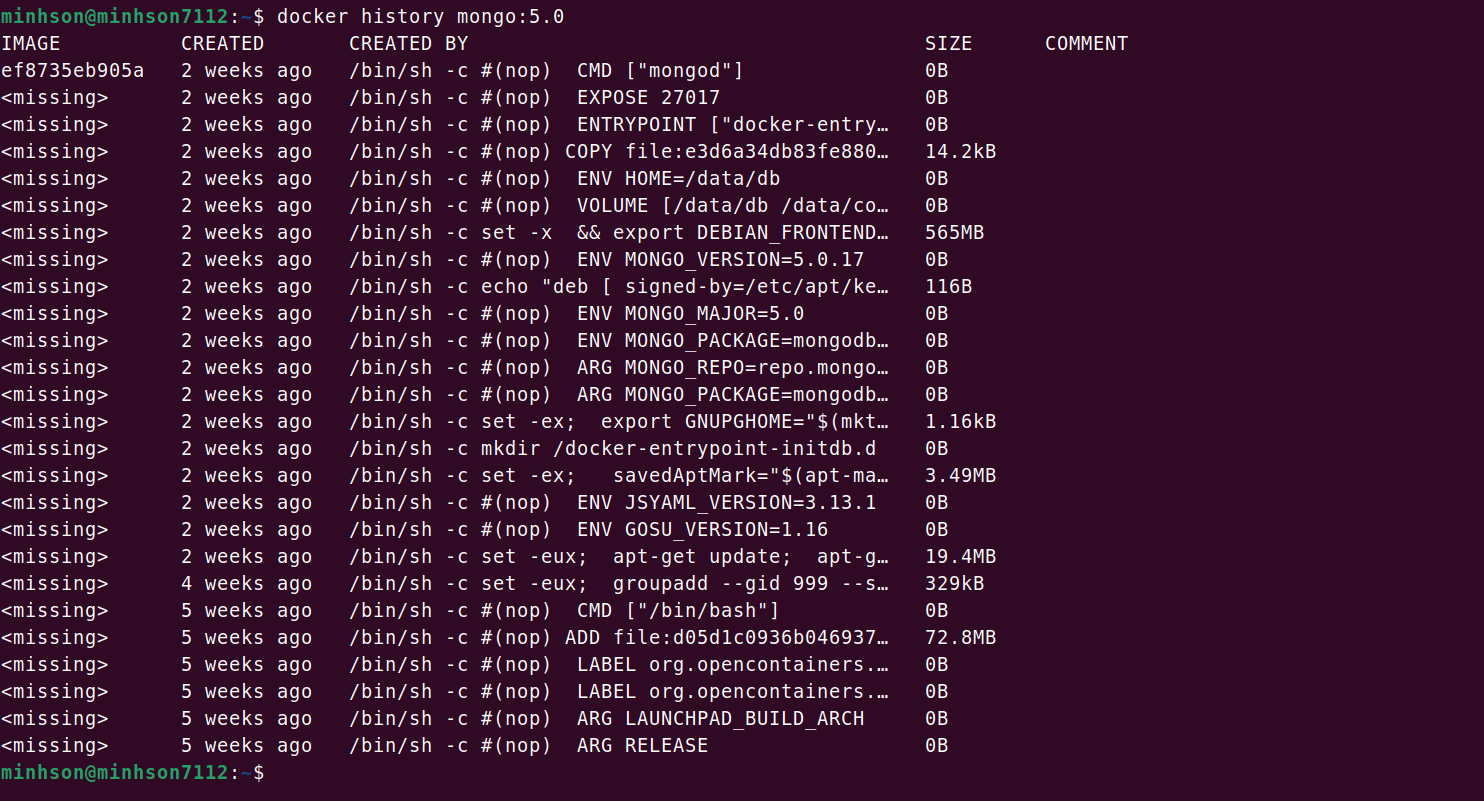 minhson@minhson7112:~$ docker history mongo:5.0
IMAGE          CREATED       CREATED BY                                      SIZE      COMMENT
ef8735eb905a   2 weeks ago   /bin/sh -c #(nop)  CMD ["mongod"]               0B
<missing>      2 weeks ago   /bin/sh -c #(nop)  EXPOSE 27017                 0B
<missing>      2 weeks ago   /bin/sh -c #(nop)  ENTRYPOINT ["docker-entry…   0B
<missing>      2 weeks ago   /bin/sh -c #(nop) COPY file:e3d6a34db83fe880…   14.2kB
<missing>      2 weeks ago   /bin/sh -c #(nop)  ENV HOME=/data/db            0B
<missing>      2 weeks ago   /bin/sh -c #(nop)  VOLUME [/data/db /data/co…   0B
<missing>      2 weeks ago   /bin/sh -c set -x  && export DEBIAN_FRONTEND…   565MB
<missing>      2 weeks ago   /bin/sh -c #(nop)  ENV MONGO_VERSION=5.0.17     0B
<missing>      2 weeks ago   /bin/sh -c echo "deb [ signed-by=/etc/apt/ke…   116B
<missing>      2 weeks ago   /bin/sh -c #(nop)  ENV MONGO_MAJOR=5.0          0B
<missing>      2 weeks ago   /bin/sh -c #(nop)  ENV MONGO_PACKAGE=mongodb…   0B
<missing>      2 weeks ago   /bin/sh -c #(nop)  ARG MONGO_REPO=repo.mongo…   0B
<missing>      2 weeks ago   /bin/sh -c #(nop)  ARG MONGO_PACKAGE=mongodb…   0B
<missing>      2 weeks ago   /bin/sh -c set -ex;  export GNUPGHOME="$(mkt…   1.16kB
<missing>      2 weeks ago   /bin/sh -c mkdir /docker-entrypoint-initdb.d    0B
<missing>      2 weeks ago   /bin/sh -c set -ex;   savedAptMark="$(apt-ma…   3.49MB
<missing>      2 weeks ago   /bin/sh -c #(nop)  ENV JSYAML_VERSION=3.13.1    0B
<missing>      2 weeks ago   /bin/sh -c #(nop)  ENV GOSU_VERSION=1.16        0B
<missing>      2 weeks ago   /bin/sh -c set -eux;  apt-get update;  apt-g…   19.4MB
<missing>      4 weeks ago   /bin/sh -c set -eux;  groupadd --gid 999 --s…   329kB
<missing>      5 weeks ago   /bin/sh -c #(nop)  CMD ["/bin/bash"]            0B
<missing>      5 weeks ago   /bin/sh -c #(nop) ADD file:d05d1c0936b046937…   72.8MB
<missing>      5 weeks ago   /bin/sh -c #(nop)  LABEL org.opencontainers.…   0B
<missing>      5 weeks ago   /bin/sh -c #(nop)  LABEL org.opencontainers.…   0B
<missing>      5 weeks ago   /bin/sh -c #(nop)  ARG LAUNCHPAD_BUILD_ARCH     0B
<missing>      5 weeks ago   /bin/sh -c #(nop)  ARG RELEASE                  0B
minhson@minhson7112:~$